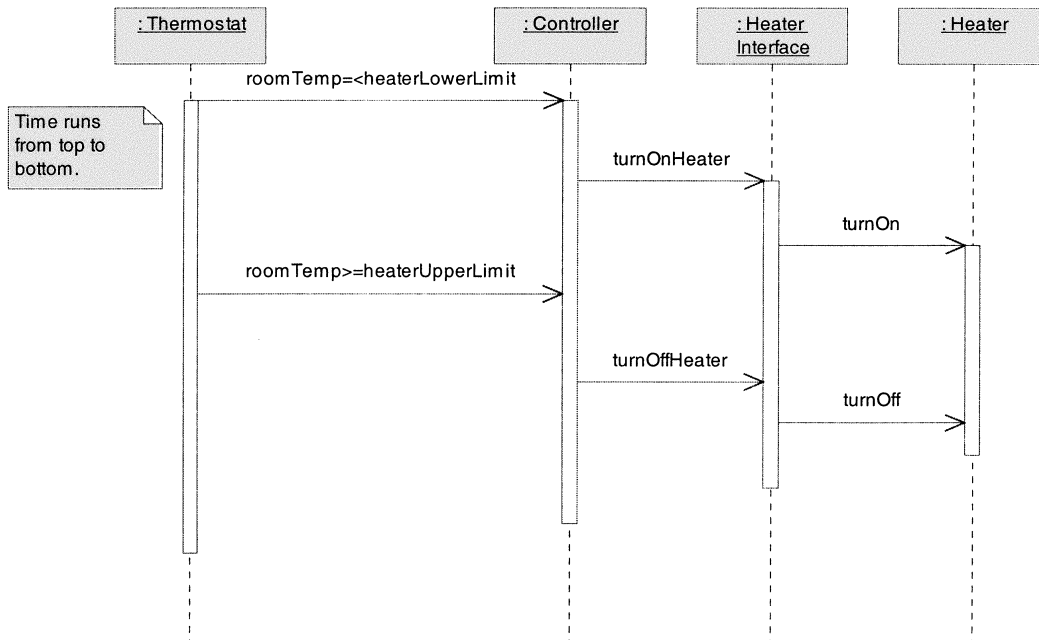 : Thermostat
: Controller
: Heater
Interface
: Heater
roomTemp=<heaterLowerLimit
Time runs
from top to
bottom.
turnOnHeater
turnOn
roomTemp>=heaterUpperLimit
turnOffHeater
turnOff